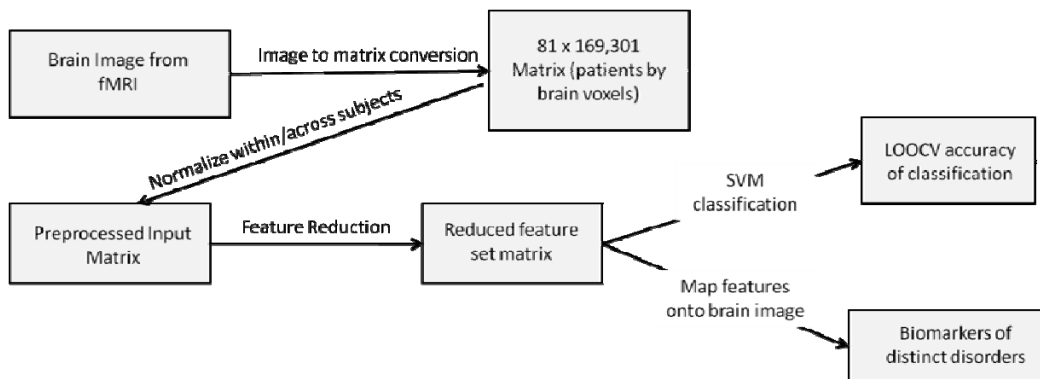 Brain Image from
fMRI
Image to matrix conversion
81 x 169,301
Matrix (patients by
brain voxels)
Normalize within/across subjects
Preprocessed Input
Matrix
Feature Reduction
Reduced feature
set matrix
SVM
classification
LOOCV accuracy
of classification
Map features
onto brain image
Biomarkers of
distinct disorders